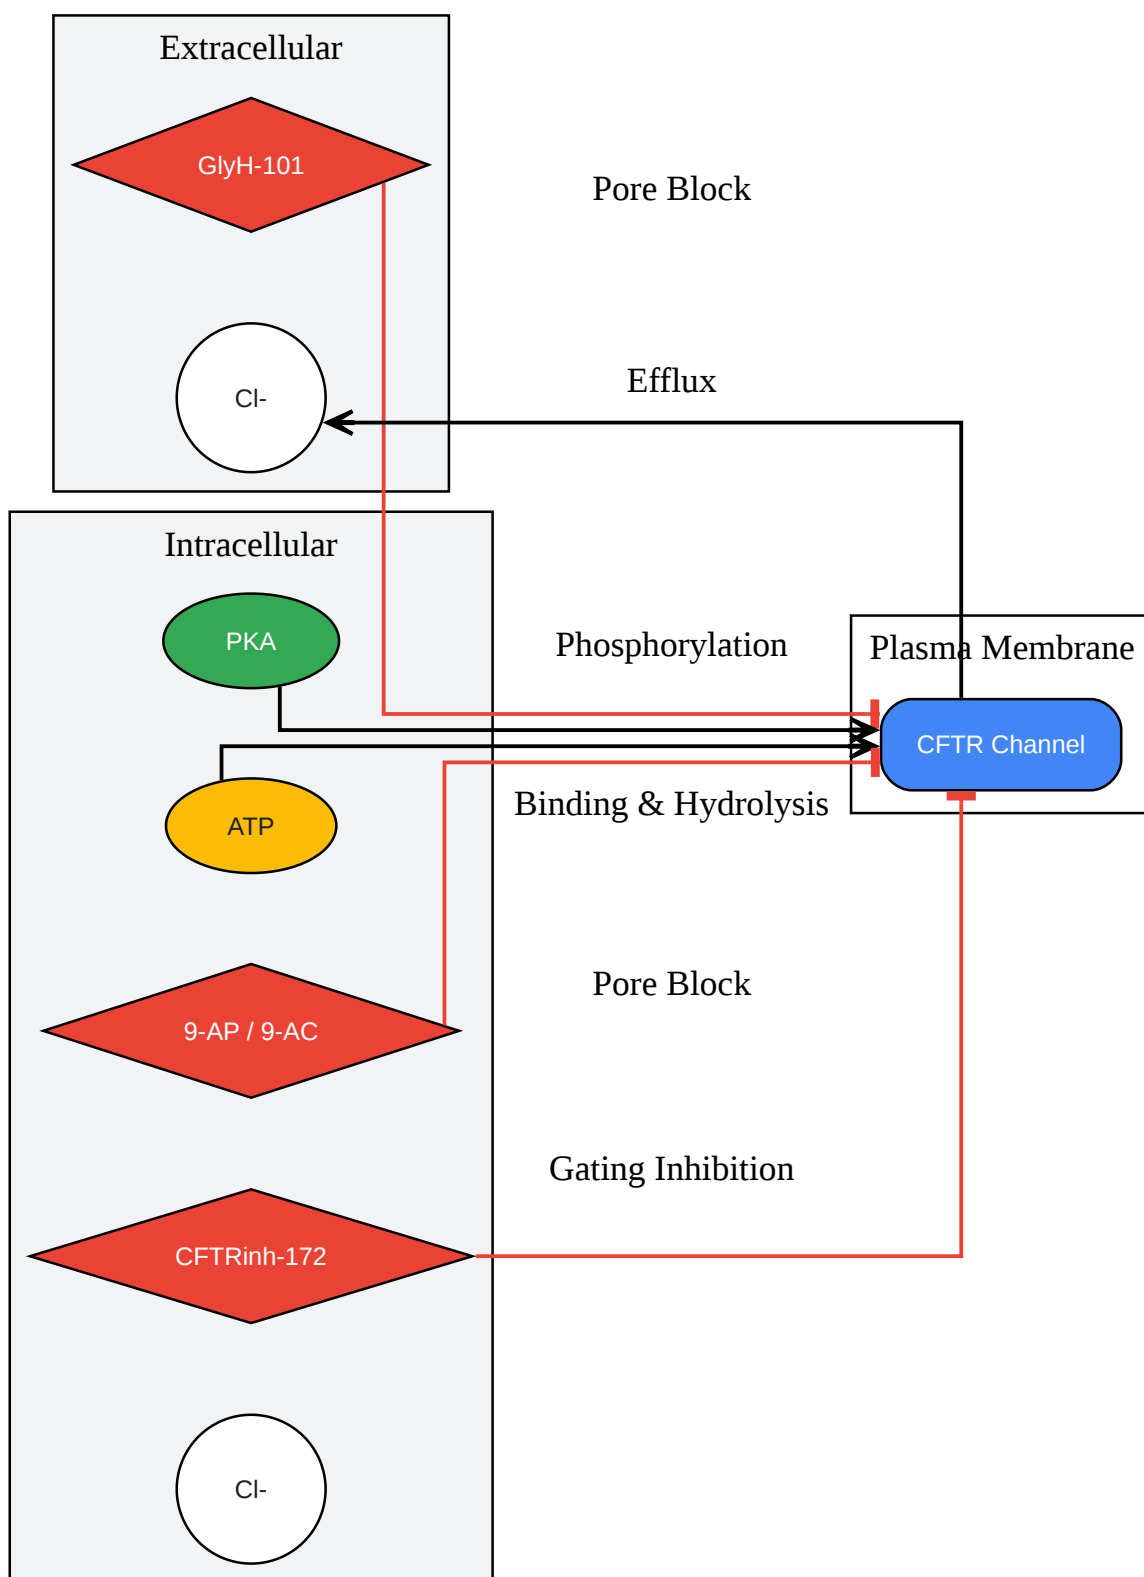 Extracellular
GlyH-101
Pore Block
Efflux
Cl-
Intracellular
PKA
Phosphorylation
Plasma Membrane
CFTR Channel
Binding & Hydrolysis
ATP
Pore Block
9-AP / 9-AC
Gating Inhibition
CFTRinh-172
Cl-